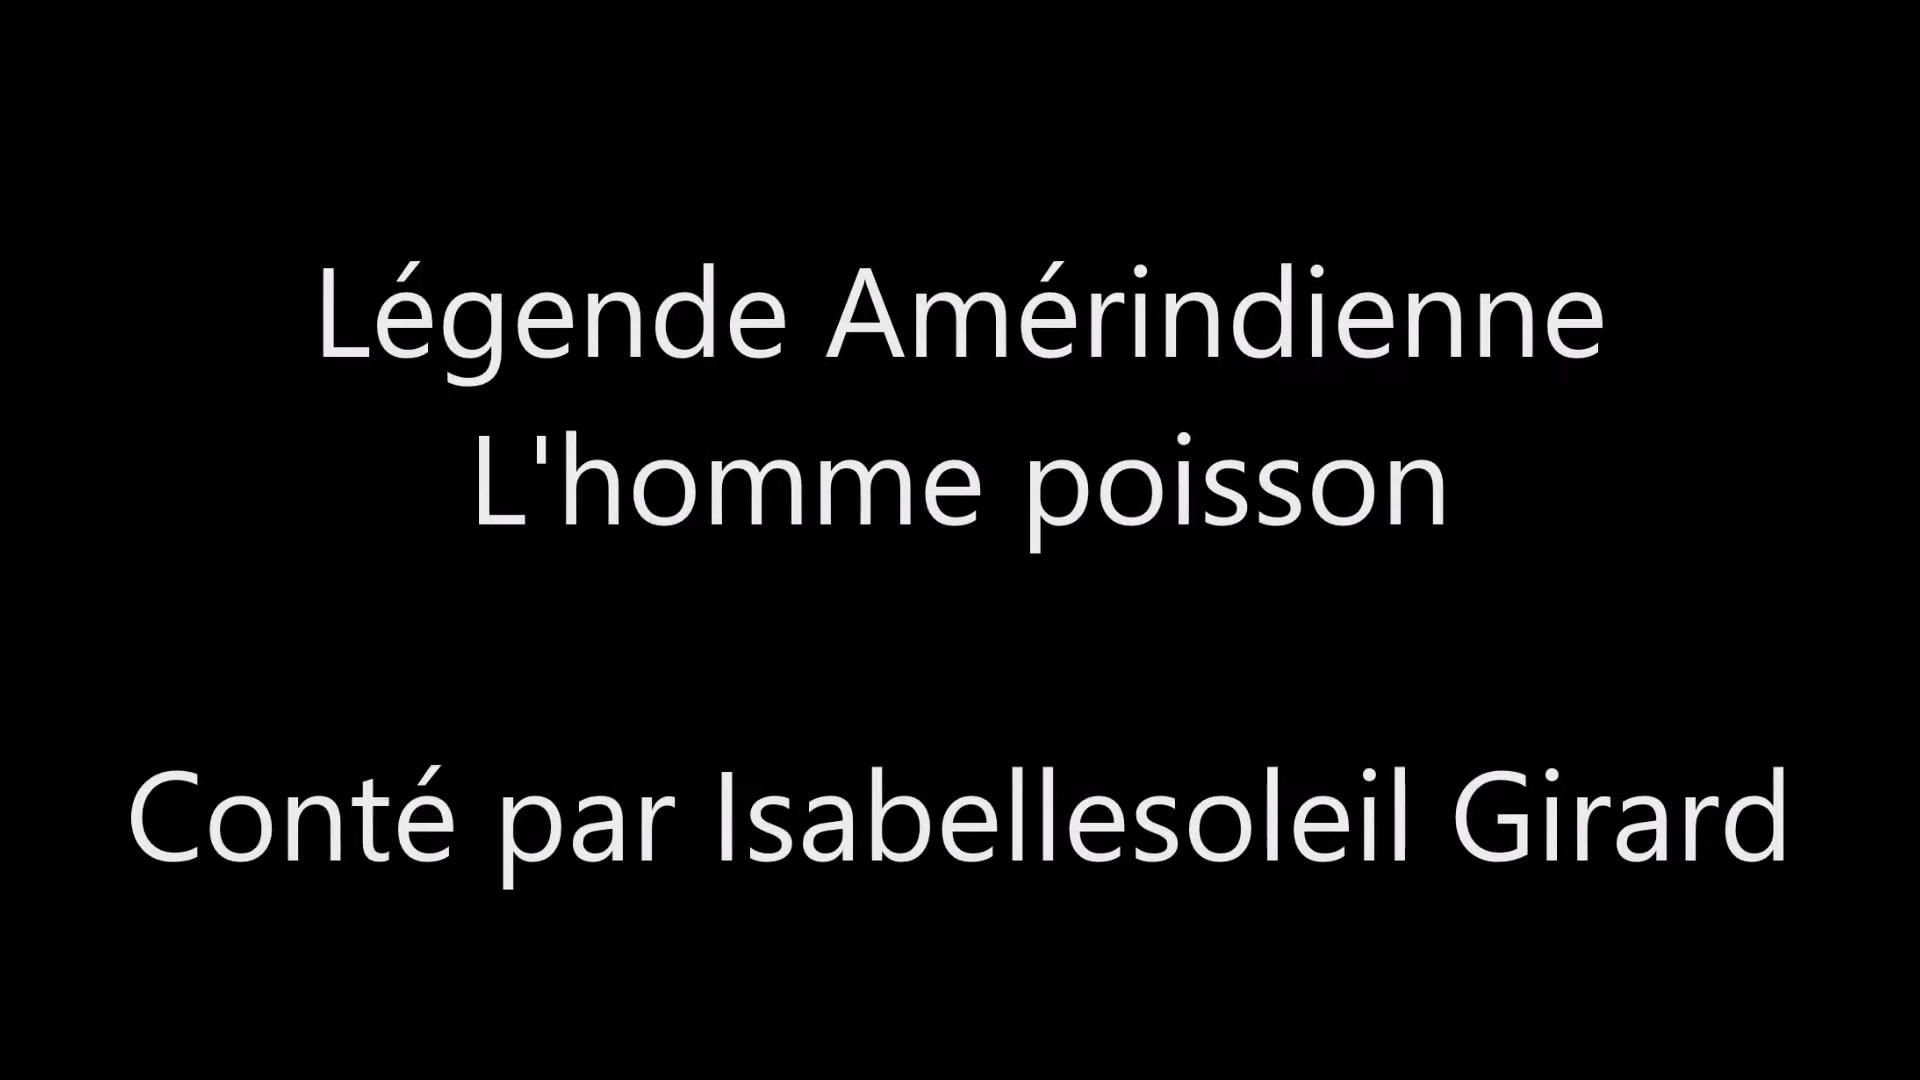 Légende Amérindienne
L'homme poisson
Conté par Isabellesoleil Girard